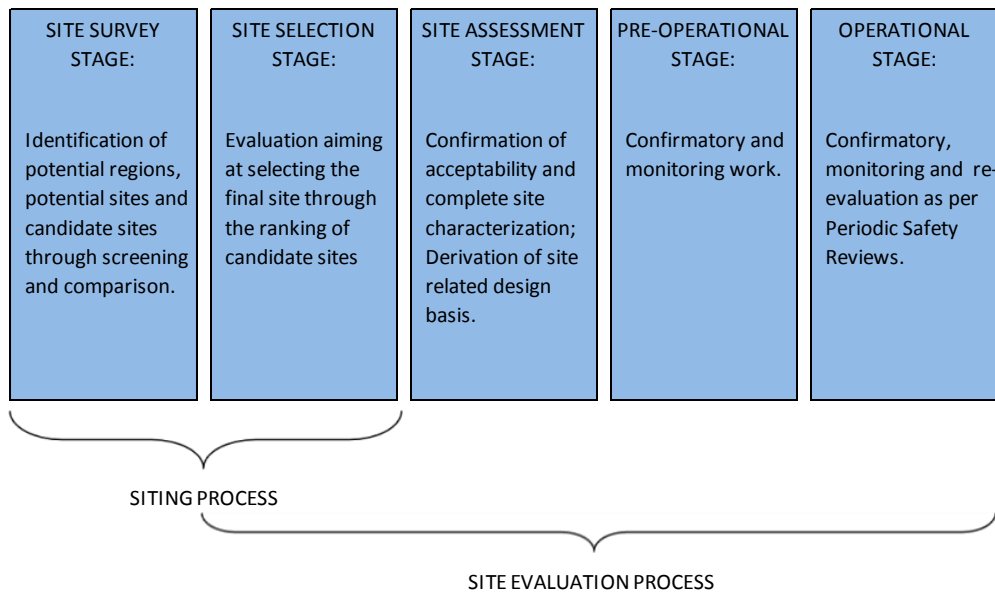 SITE SURVEY
STAGE:
Identification of
potential regions,
potential sites and
candidate sites
through screening
and comparison.
SITE SELECTION
STAGE:
Evaluation aiming
at selecting the
final site through
the ranking of
candidate sites
SITE ASSESSMENT
STAGE:
Confirmation of
acceptability and
complete site
characterization;
Derivation of site
related design
basis.
PRE-OPERATIONAL
STAGE:
Confirmatory and
monitoring work.
OPERATIONAL
STAGE:
Confirmatory,
monitoring and re-
evaluation as per
Periodic Safety
Reviews.
SITING PROCESS
SITE EVALUATION PROCESS